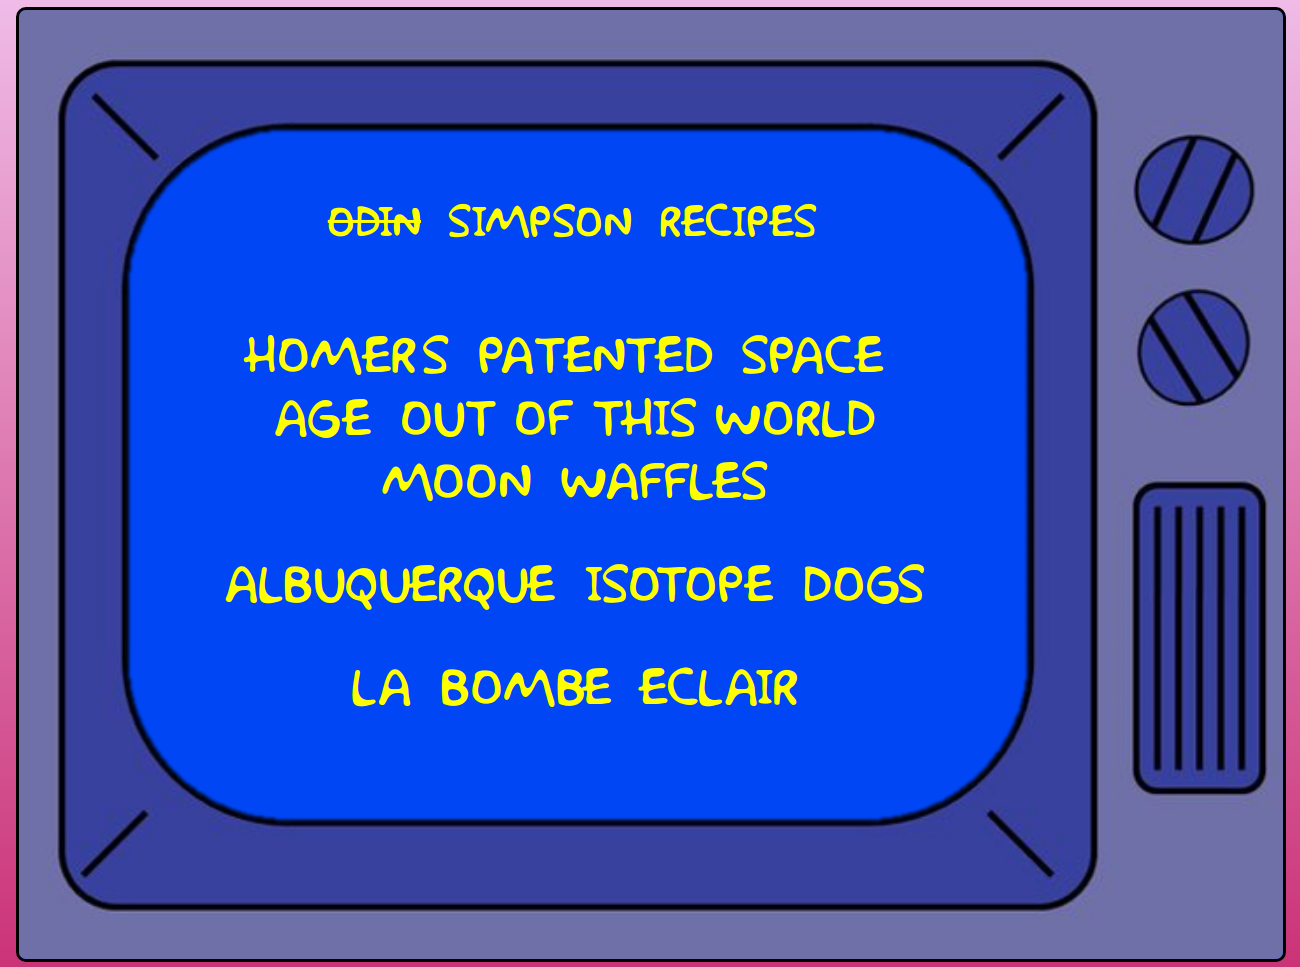 ODIN SIMPSON RECIPES
HOMERS PATENTED SPACE
AGE OUT OF THIS WORLD
MOON WAFFLES
ALBUQUERQUE ISOTOPE DOGS
LA BOMBE ECLAIR